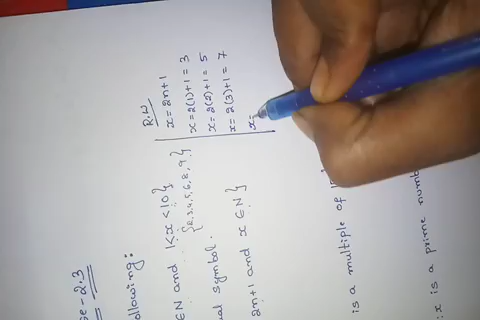 se-2.3
ollowing:
EN and 1<x<10}
{2,3,4,5,6,8,9}
ual symbol.
2n+1 and x∈N}
is a multiple of
:x is a prime numb
R.W
x=2n+1
x=2(1)+1=3
x=2(2)+1=5
x=2(3)+1=7
x=